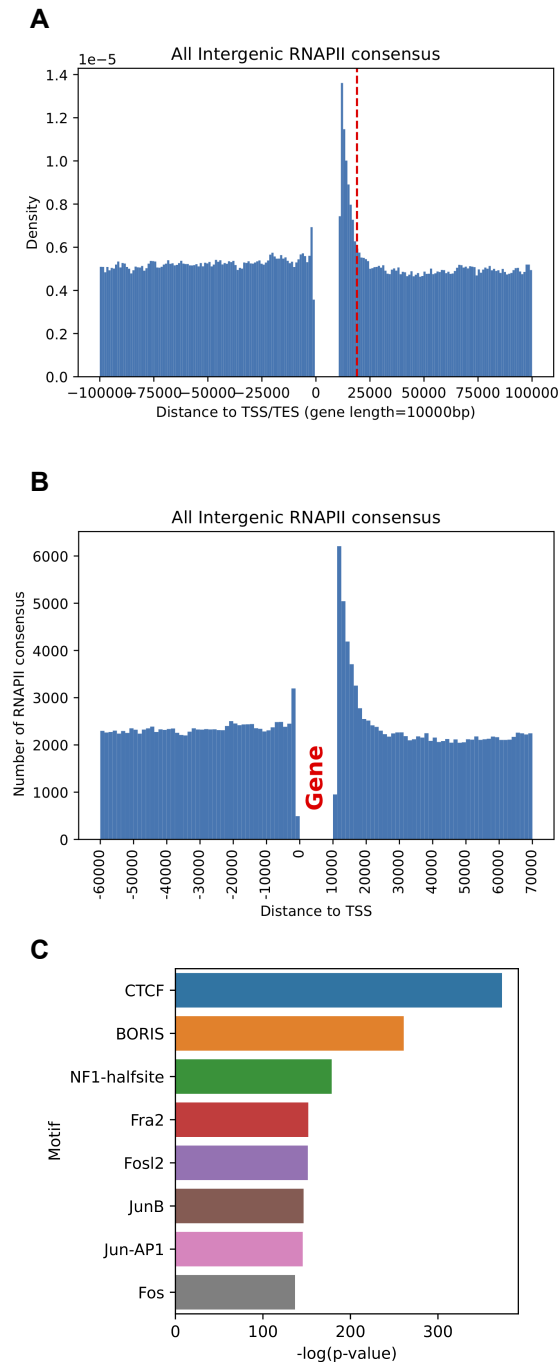 A
All Intergenic RNAPII consensus
1e−5
1.4
1.2
1.0
0.8
0.6
0.4
0.2
0.0
Density
−100000 −75000 −50000 −25000 0 25000 50000 75000 100000
Distance to TSS/TES (gene length=10000bp)
B
All Intergenic RNAPII consensus
6000
5000
4000
3000
2000
1000
0
Number of RNAPII consensus
Gene
-60000 -50000 -40000 -30000 -20000 -10000 0 10000 20000 30000 40000 50000 60000 70000
Distance to TSS
C
CTCF
BORIS
NF1-halfsite
Fra2
Fosl2
JunB
Jun-AP1
Fos
Motif
0 100 200 300
-log(p-value)